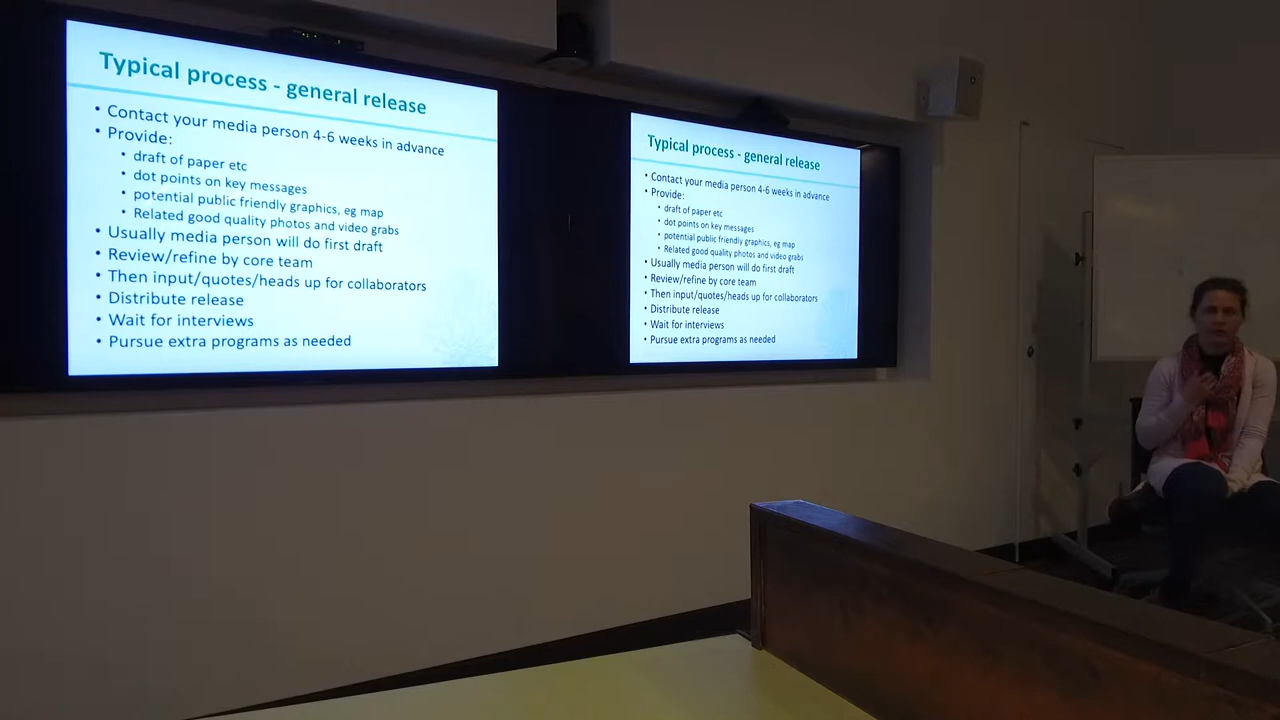 Typical process - general release
• Contact your media person 4-6 weeks in advance
• Provide:
• draft of paper etc
• dot points on key messages
• potential public friendly graphics, eg map
• Related good quality photos and video grabs
• Usually media person will do first draft
• Review/refine by core team
• Then input/quotes/heads up for collaborators
• Distribute release
• Wait for interviews
• Pursue extra programs as needed
Typical process - general release
• Contact your media person 4-6 weeks in advance
• Provide:
• draft of paper etc
• dot points on key messages
• potential public friendly graphics, eg map
• Related good quality photos and video grabs
• Usually media person will do first draft
• Review/refine by core team
• Then input/quotes/heads up for collaborators
• Distribute release
• Wait for interviews
• Pursue extra programs as needed